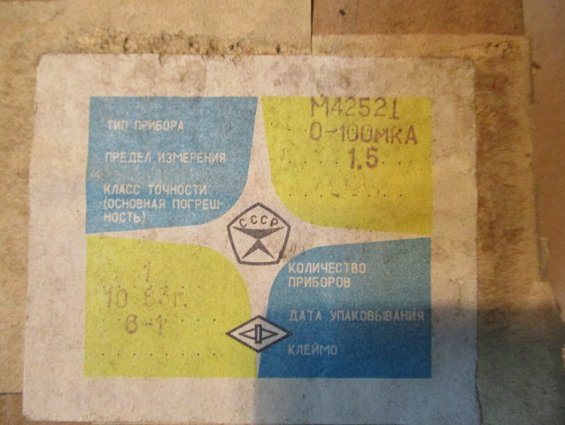 ТИП ПРИБОРА
М42521
ПРЕДЕЛ ИЗМЕРЕНИЯ
0-100МКА
КЛАСС ТОЧНОСТИ
(ОСНОВНАЯ ПОГРЕШ-
НОСТЬ)
1.5
СССР
1
КОЛИЧЕСТВО
ПРИБОРОВ
10 83г.
ДАТА УПАКОВЫВАНИЯ
6-1
КЛЕЙМО